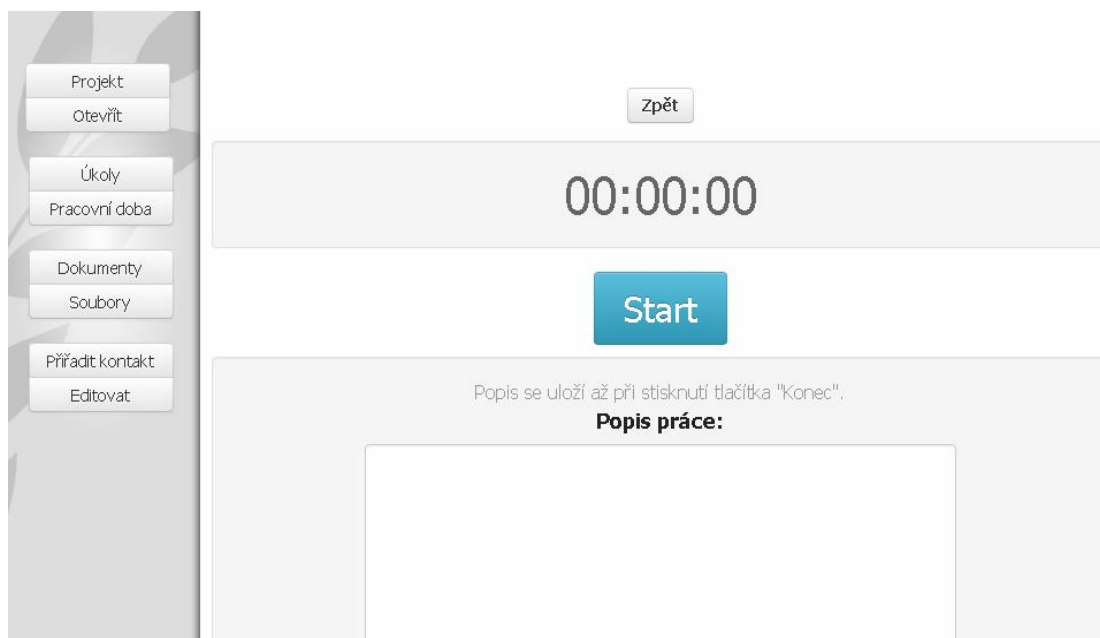 Projekt
Otevřít
Úkoly
Pracovní doba
Dokumenty
Soubory
Přiřadit kontakt
Editovat
Zpět
00:00:00
Start
Popis se uloží až při stisknutí tlačítka "Konec".
Popis práce: